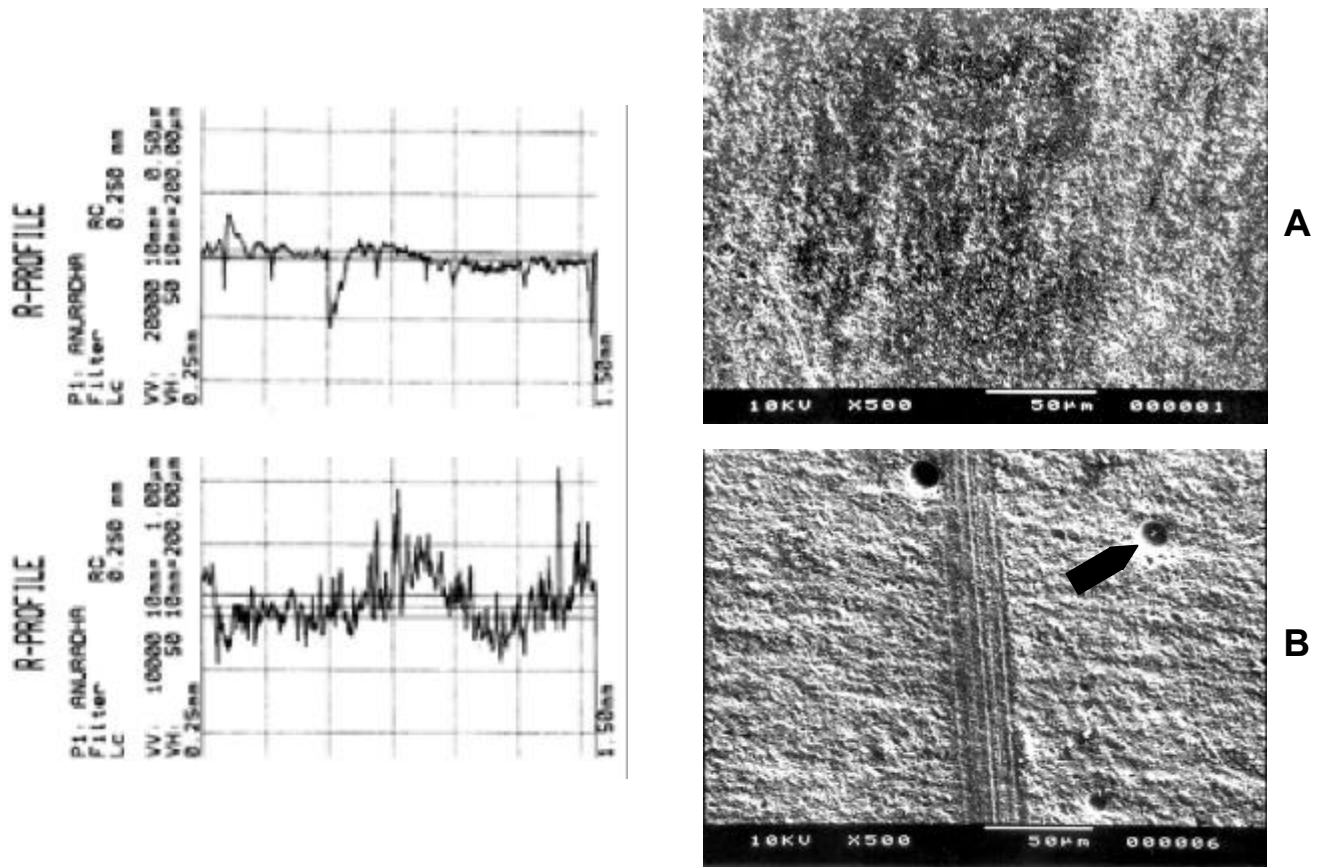 R-PROFILE
P1: ANURADHA
Filter RC
Lc 0.250 mm
VV: 20000 10mm= 0.50µm
VH: 50 10mm=200.00µm
0.25mm
1.50mm
R-PROFILE
P1: ANURADHA
Filter RC
Lc 0.250 mm
VV: 10000 10mm= 1.00µm
VH: 50 10mm=200.00µm
0.25mm
1.50mm
10KV X500 50µm 000001
A
10KV X500 50µm 000006
B